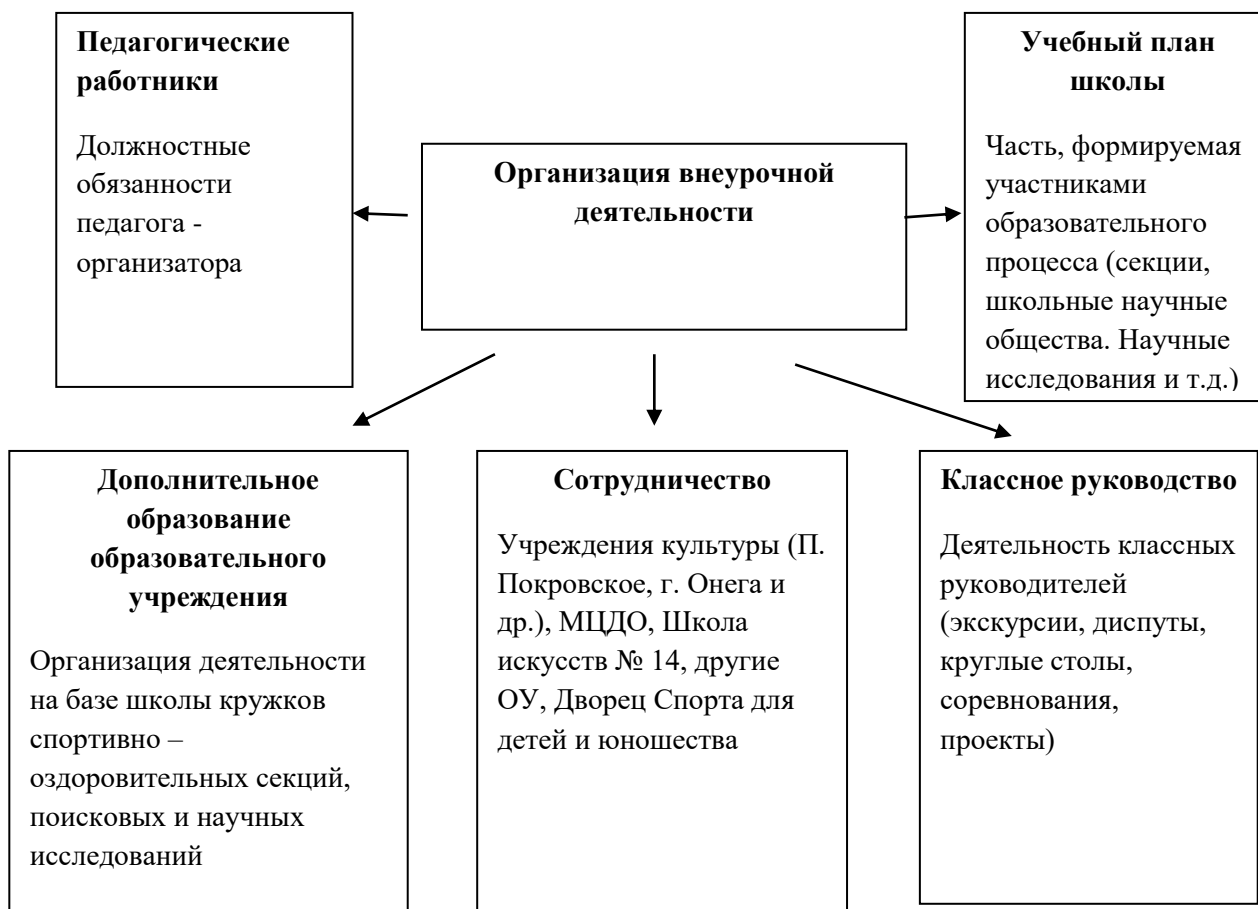 Педагогические
работники
Должностные
обязанности
педагога -
организатора
Организация внеурочной
деятельности
Учебный план
школы
Часть, формируемая
участниками
образовательного
процесса (секции,
школьные научные
общества. Научные
исследования и т.д.)
Дополнительное
образование
образовательного
учреждения
Организация деятельности
на базе школы кружков
спортивно –
оздоровительных секций,
поисковых и научных
исследований
Сотрудничество
Учреждения культуры (П.
Покровское, г. Онега и
др.), МЦДО, Школа
искусств № 14, другие
ОУ, Дворец Спорта для
детей и юношества
Классное руководство
Деятельность классных
руководителей
(экскурсии, диспуты,
круглые столы,
соревнования,
проекты)